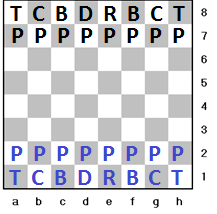 T C B D R B C T 8
P P P P P P P P 7
6
5
4
3
P P P P P P P P 2
T C B D R B C T 1
a b c d e f g h